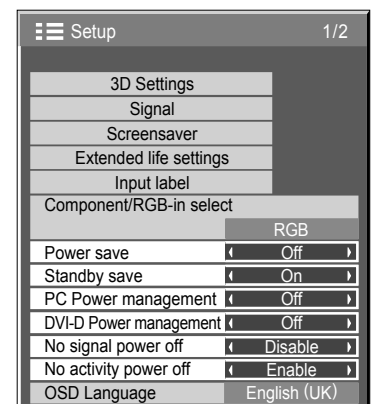 Setup 1/2
3D Settings
Signal
Screensaver
Extended life settings
Input label
Component/RGB-in select
RGB
Power save Off
Standby save On
PC Power management Off
DVI-D Power management Off
No signal power off Disable
No activity power off Enable
OSD Language English (UK)